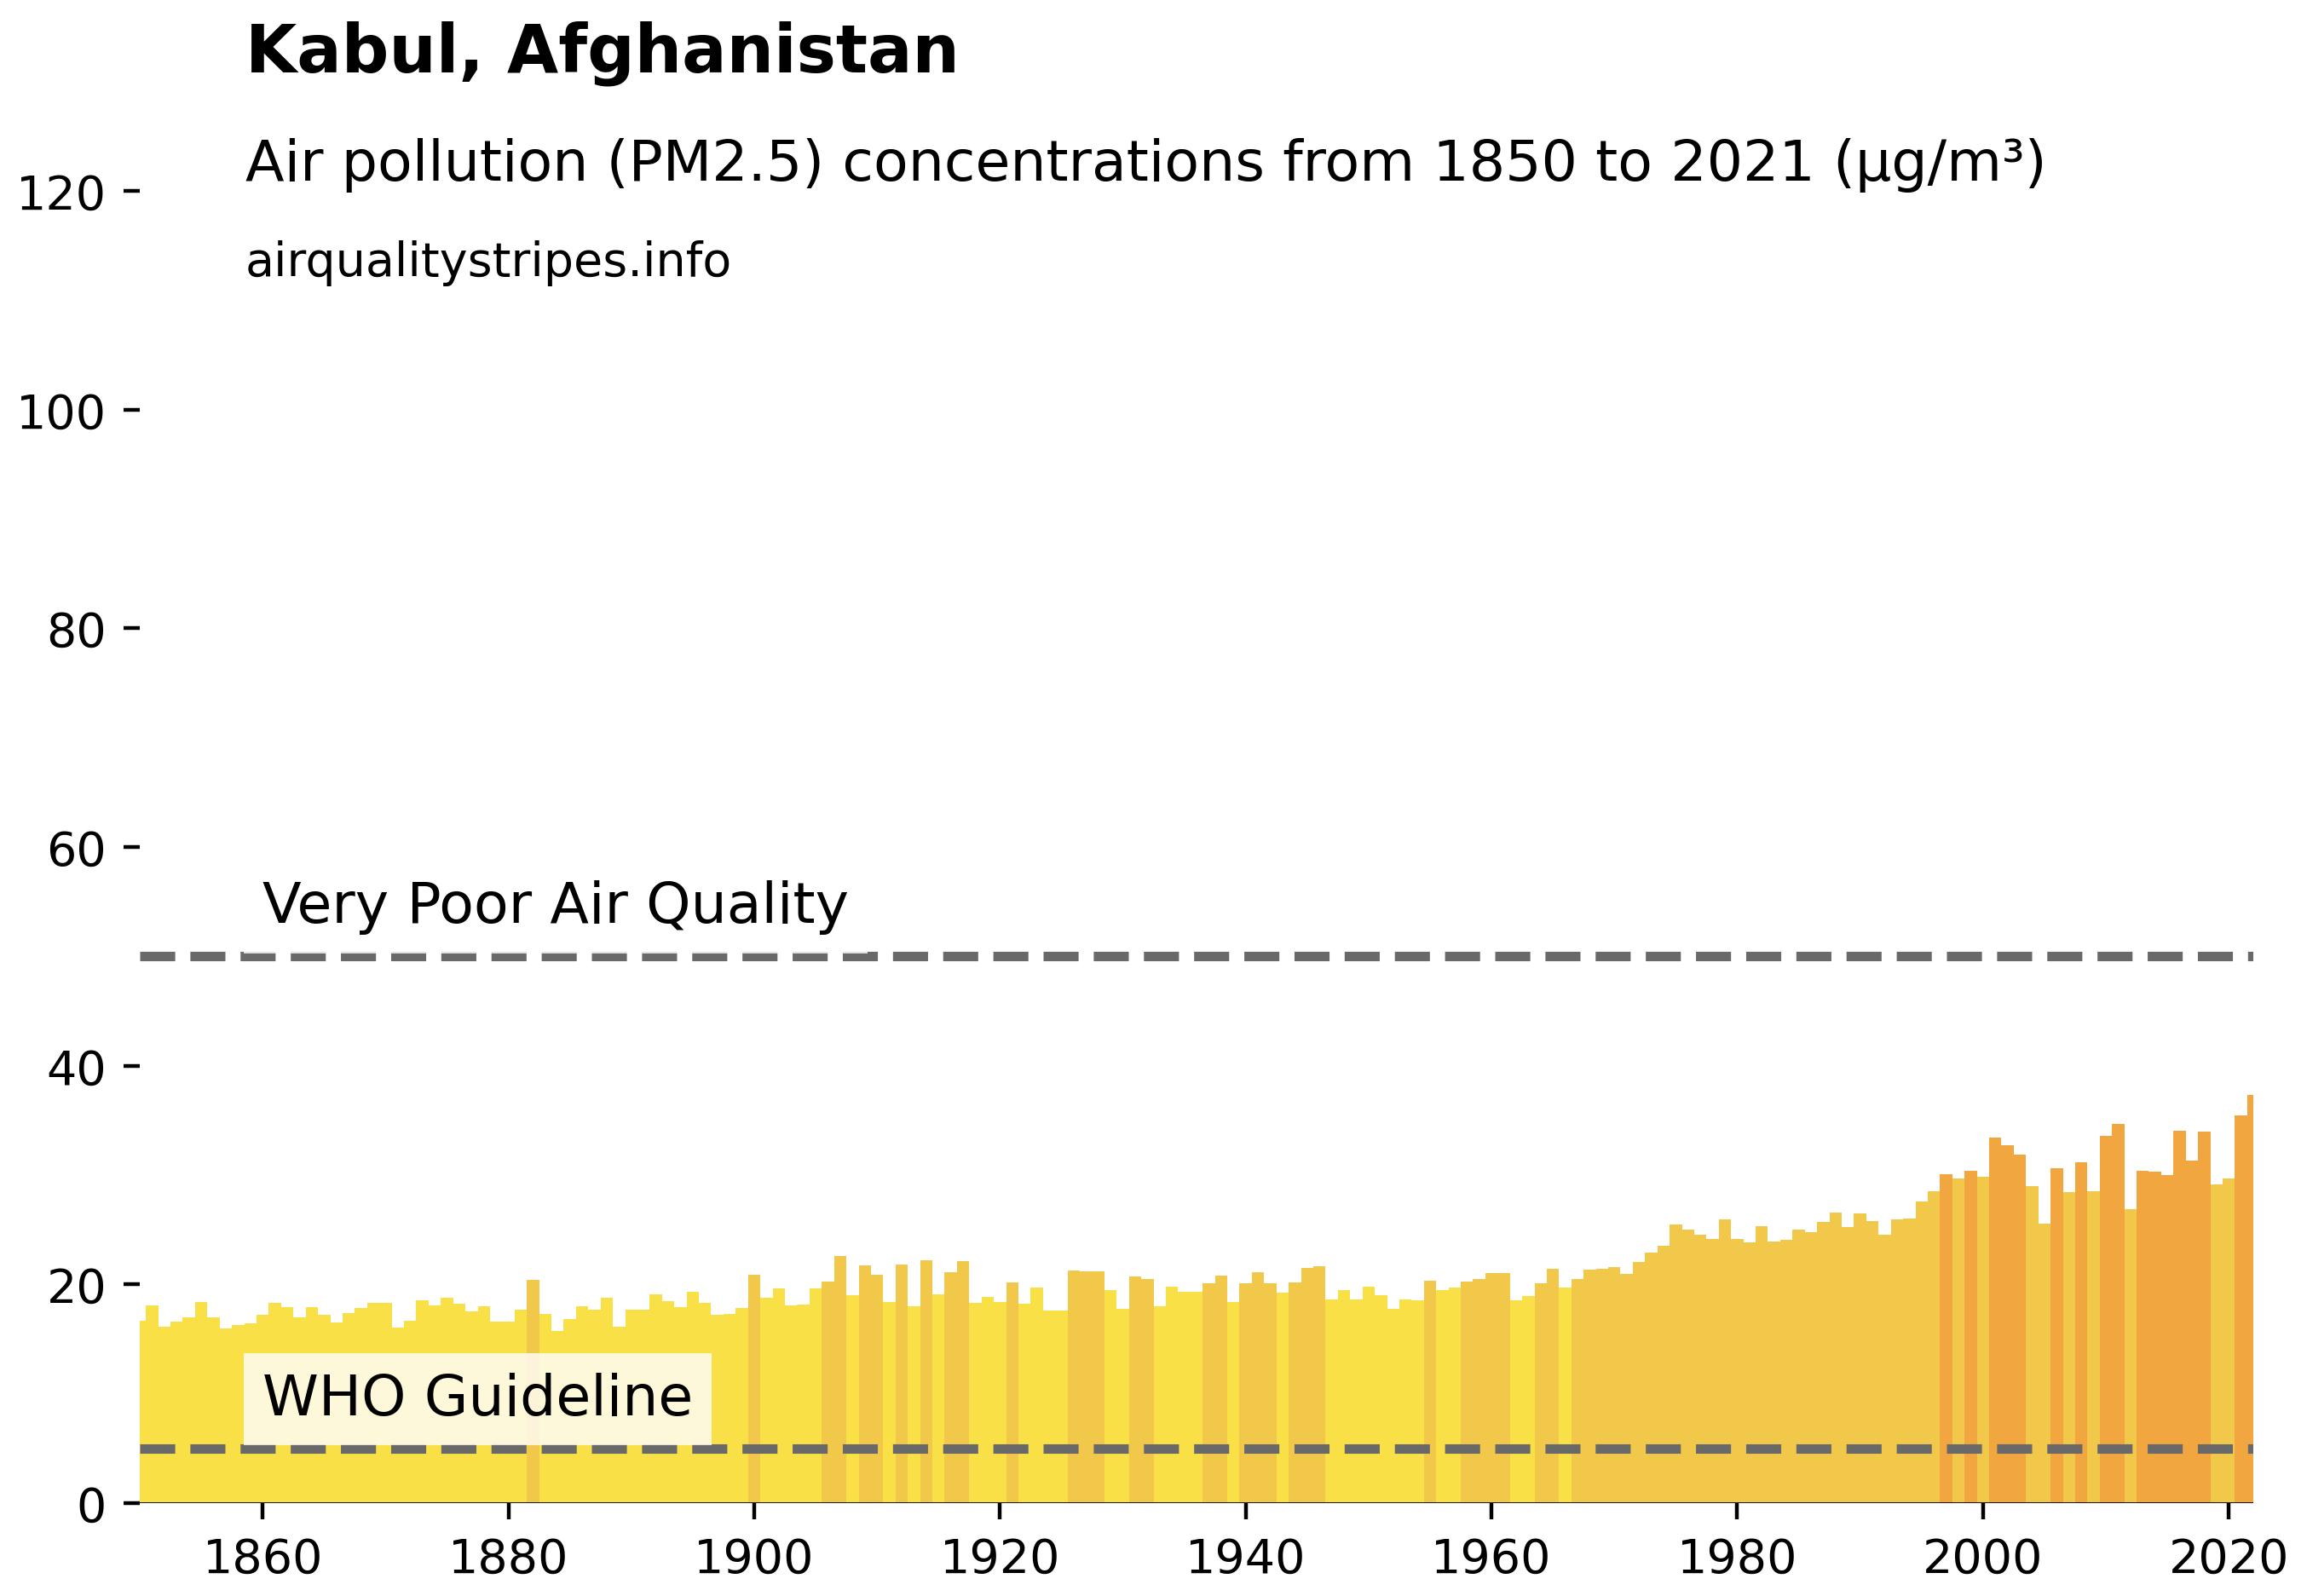 Kabul, Afghanistan
Air pollution (PM2.5) concentrations from 1850 to 2021 (µg/m³)
airqualitystripes.info
120
100
80
60
Very Poor Air Quality
40
20
WHO Guideline
0
1860 1880 1900 1920 1940 1960 1980 2000 2020